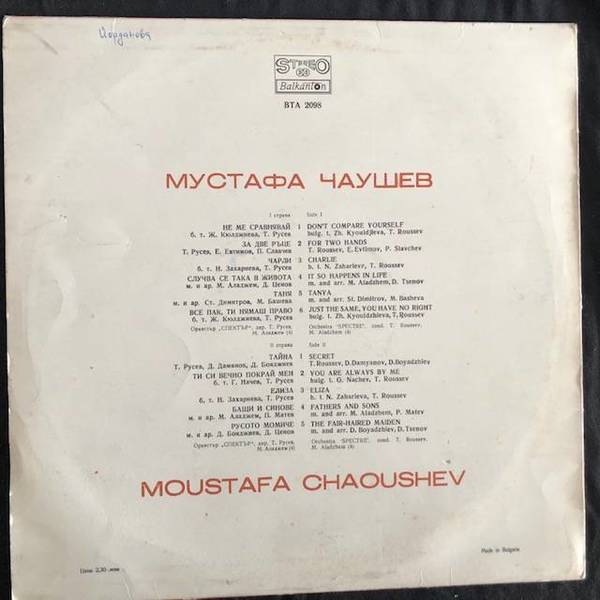 Йорданова
STEREO
Balkanton
BTA 2098
МУСТАФА ЧАУШЕВ
I страна Side I
НЕ МЕ СРАВНЯВАЙ 1 DON'T COMPARE YOURSELF
б. т. Ж. Кюлджиева, Т. Русев bulg. t. Zh. Kyouldjieva, T. Roussev
ЗА ДВЕ РЪЦЕ 2 FOR TWO HANDS
Т. Русев, Е. Евтимов, П. Славчев T. Roussev, E. Evtimov, P. Slavchev
ЧАРЛИ 3 CHARLIE
б. т. Н. Захариева, Т. Русев b. t. N. Zaharievr, T. Roussev
СЛУЧВА СЕ ТАКА В ЖИВОТА 4 IT SO HAPPENS IN LIFE
м. и ар. М. Аладжем, Д. Ценов m. and arr. M. Aladzhem, D. Tsenov
ТАНЯ 5 TANYA
м. и ар. Ст. Димитров, М. Башева m. and arr. St. Dimitrov, M. Basheva
ВСЕ ПАК, ТИ НЯМАШ ПРАВО 6 JUST THE SAME, YOU HAVE NO RIGHT
б. т. Ж. Кюлджиева, Т. Русев bulg. t. Zh. Kyouldzhieva, T. Roussev
Оркестър „СПЕКТЪР", дир. Т. Русев, Orchestra "SPECTRE", cond. T. Roussev,
М. Аладжем (4) M. Aladzhem (4)
II страна Side II
ТАЙНА 1 SECRET
Т. Русев, Д. Дамянов, Д. Бояджиев T. Roussev, D. Damyanov, D. Boyadzhiev
ТИ СИ ВЕЧНО ПОКРАЙ МЕН 2 YOU ARE ALWAYS BY ME
б. т. Г. Начев, Т. Русев bulg. t. G. Nachev, T. Roussev
ЕЛИЗА 3 ELIZA
б. т. Н. Захариева, Т. Русев b. t. N. Zaharieva, T. Roussev
БАЩИ И СИНОВЕ 4 FATHERS AND SONS
м. и ар. М. Аладжем, П. Матев m. and arr. M. Aladzhem, P. Matev
РУСОТО МОМИЧЕ 5 THE FAIR-HAIRED MAIDEN
м. и ар. Д. Бояджиев, Д. Ценов m. and arr. D. Boyadzhiev, D. Tsenov
Оркестър „СПЕКТЪР", дир. Т. Русев, Orchestra "SPECTRE", cond. T. Roussev,
М. Аладжем (4) M. Aladzhem (4)
MOUSTAFA CHAOUSHEV
Made in Bulgaria
Цена 2,30 лева